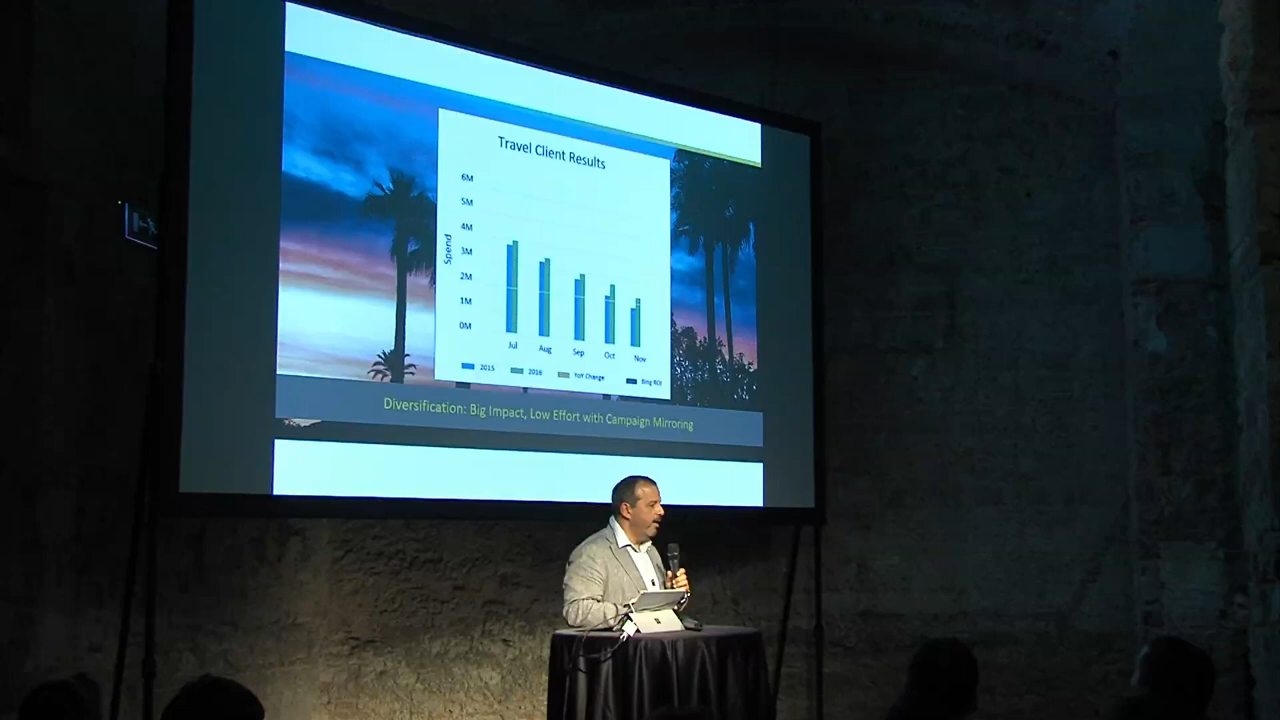 Travel Client Results
6M
5M
4M
3M
2M
1M
0M
Spend
Jul Aug Sep Oct Nov
2015 2016 YoY Change Bing ROI
Diversification: Big Impact, Low Effort with Campaign Mirroring